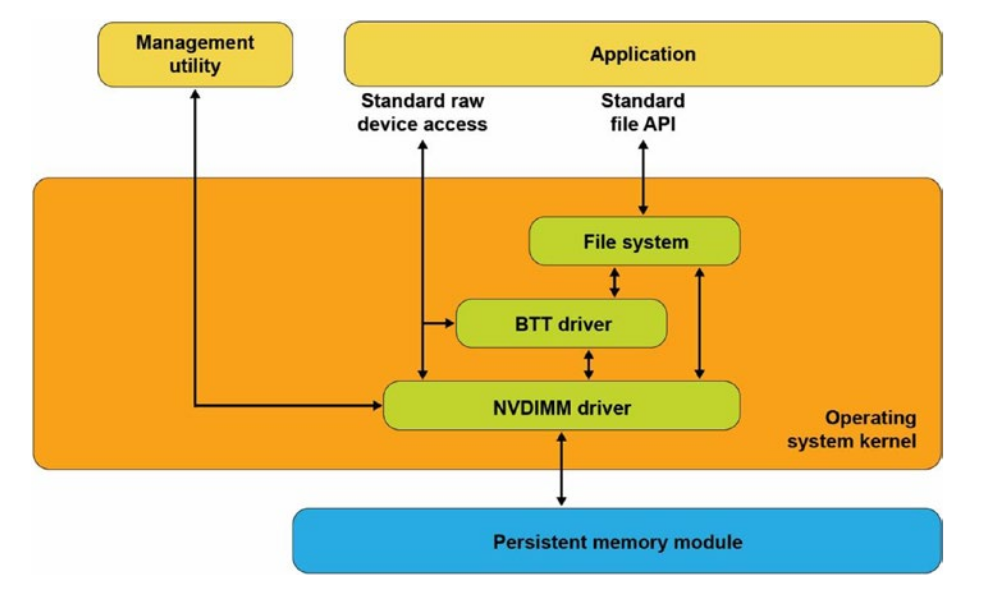 Management
utility
Application
Standard raw
device access
Standard
file API
File system
BTT driver
NVDIMM driver
Operating
system kernel
Persistent memory module